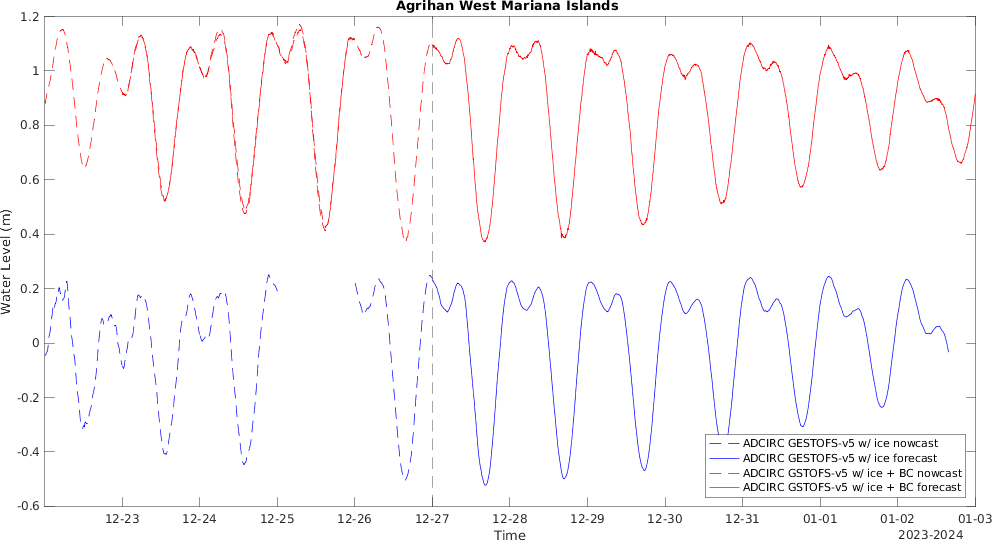 Agrihan West Mariana Islands
Water Level (m)
1.2
1
0.8
0.6
0.4
0.2
0
-0.2
-0.4
-0.6
ADCIRC GESTOFS-v5 w/ ice nowcast
ADCIRC GESTOFS-v5 w/ ice forecast
ADCIRC GSTOFS-v5 w/ ice + BC nowcast
ADCIRC GSTOFS-v5 w/ ice + BC forecast
12-23 12-24 12-25 12-26 12-27 12-28 12-29 12-30 12-31 01-01 01-02 01-03
Time
2023-2024